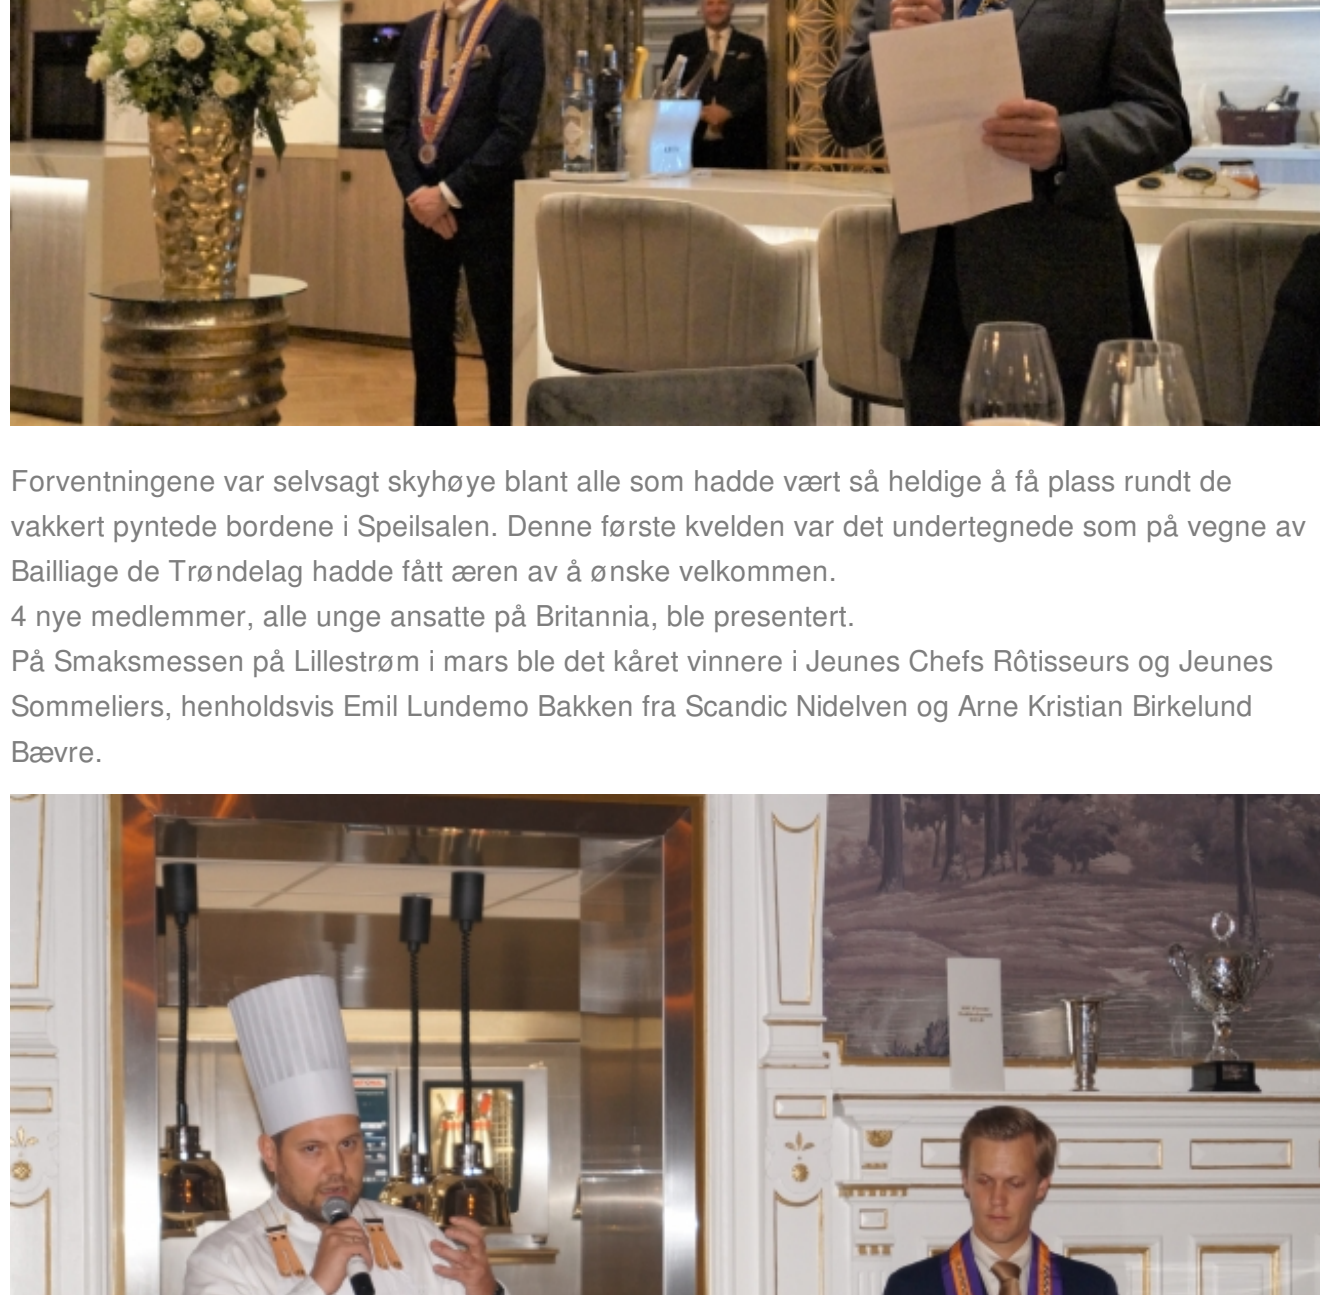 Forventningene var selvsagt skyhøye blant alle som hadde vært så heldige å få plass rundt de
vakkert pyntede bordene i Speilsalen. Denne første kvelden var det undertegnede som på vegne av
Bailliage de Trøndelag hadde fått æren av å ønske velkommen.
4 nye medlemmer, alle unge ansatte på Britannia, ble presentert.
På Smaksmessen på Lillestrøm i mars ble det kåret vinnere i Jeunes Chefs Rôtisseurs og Jeunes
Sommeliers, henholdsvis Emil Lundemo Bakken fra Scandic Nidelven og Arne Kristian Birkelund
Bævre.